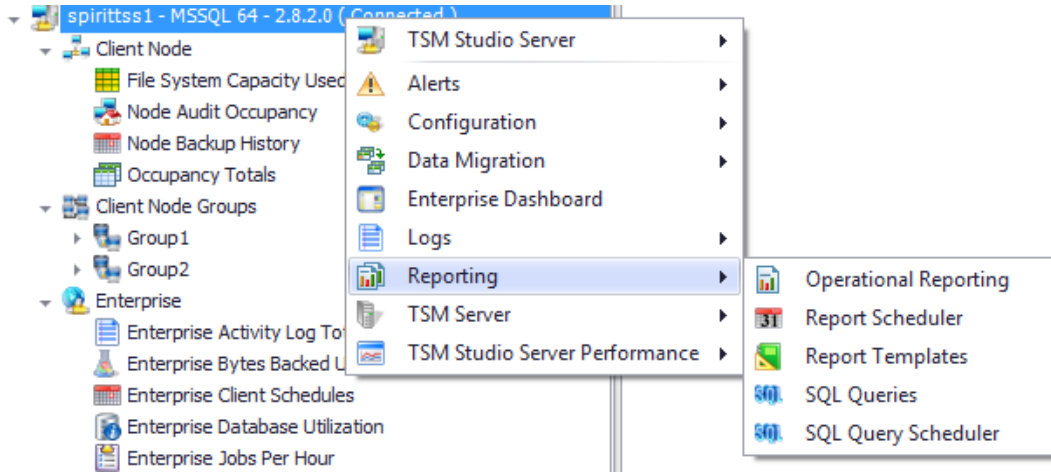 spirittss1 - MSSQL 64 - 2.8.2.0 ( Connected )
Client Node
File System Capacity Used
Node Audit Occupancy
Node Backup History
Occupancy Totals
Client Node Groups
Group1
Group2
Enterprise
Enterprise Activity Log
Enterprise Bytes Backed
Enterprise Client Schedules
Enterprise Database Utilization
Enterprise Jobs Per Hour
TSM Studio Server
Alerts
Configuration
Data Migration
Enterprise Dashboard
Logs
Reporting
TSM Server
TSM Studio Server Performance
Operational Reporting
31 Report Scheduler
Report Templates
SQL SQL Queries
SQL SQL Query Scheduler